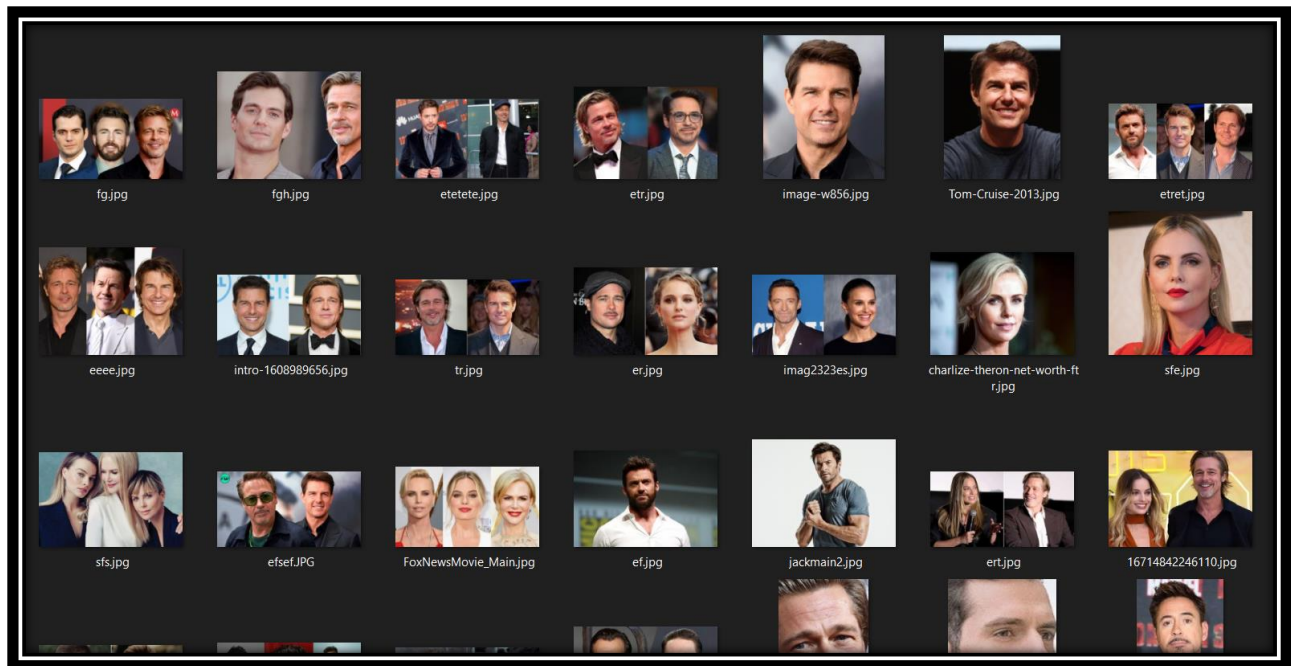 fg.jpg
fgh.jpg
etetete.jpg
etr.jpg
image-w856.jpg
Tom-Cruise-2013.jpg
etret.jpg
eeee.jpg
intro-1608989656.jpg
tr.jpg
er.jpg
imag2323es.jpg
charlize-theron-net-worth-ft
r.jpg
sfe.jpg
sfs.jpg
efsef.JPG
FoxNewsMovie_Main.jpg
ef.jpg
jackmain2.jpg
ert.jpg
16714842246110.jpg